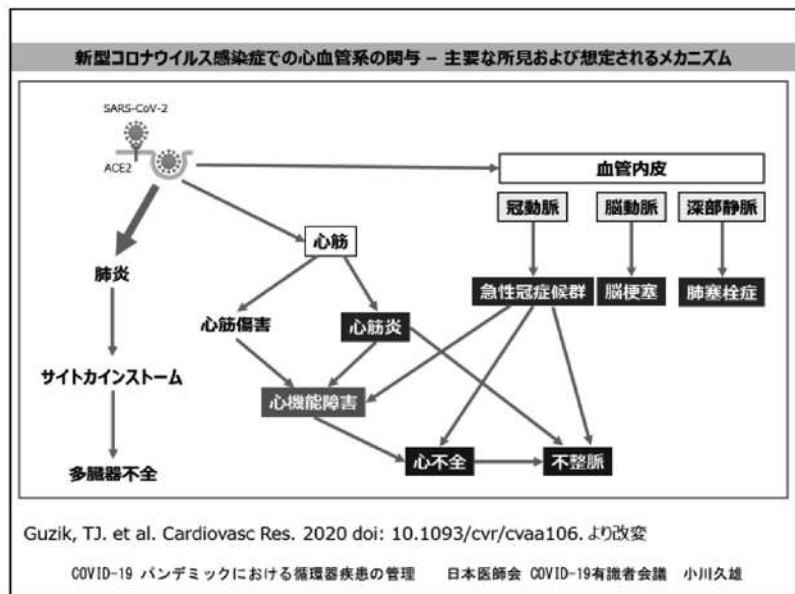 新型コロナウイルス感染症での心血管系の関与 – 主要な所見および想定されるメカニズム
SARS-CoV-2
ACE2
血管内皮
冠動脈
脳動脈
深部静脈
心筋
肺炎
急性冠症候群
脳梗塞
肺塞栓症
心筋傷害
心筋炎
サイトカインストーム
心機能障害
心不全
不整脈
多臓器不全
Guzik, TJ. et al. Cardiovasc Res. 2020 doi: 10.1093/cvr/cvaa106. より改変
COVID-19 パンデミックにおける循環器疾患の管理 日本医師会 COVID-19有識者会議 小川久雄